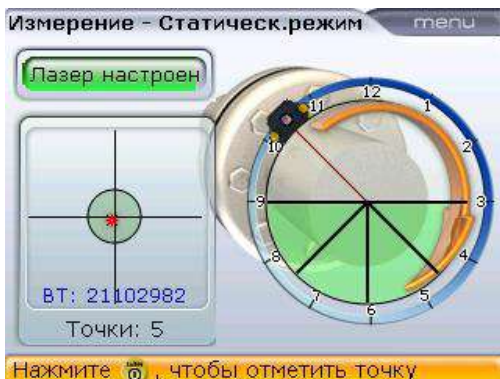 Измерение - Статическ.режим
menu
Лазер настроен
12
11
1
10
2
9
3
8
4
7
5
6
BT: 21102982
Точки: 5
Нажмите , чтобы отметить точку